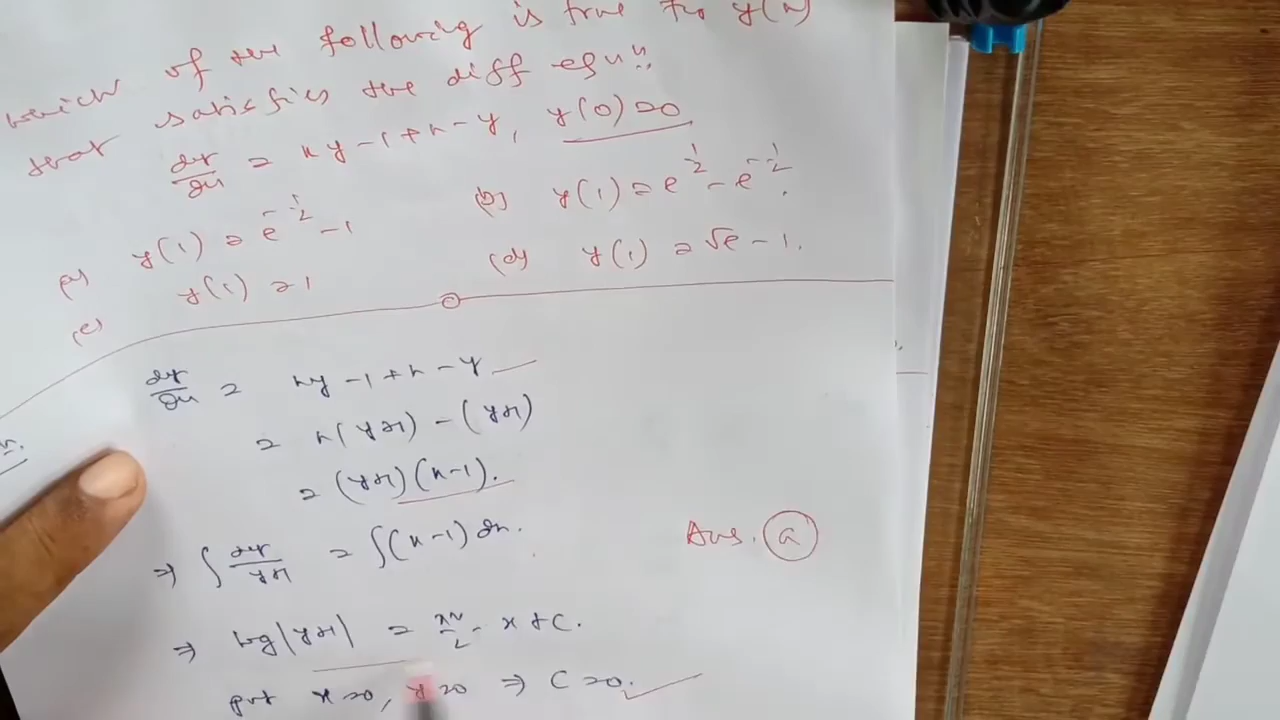 which of the following is true for y(x)
that satisfies the diff equn:
dy/dx = xy-1+x-y, y(0)=0
(a) y(1) = e^{-1/2} -1
(b) y(1) = e^{1/2} - e^{-1/2}.
(c) y(1) =1
(d) y(1) = √e -1.
dy/dx = xy-1+x-y
= x(y+1) - (y+1)
= (y+1)(x-1).
⇒ ∫ dy/y+1 = ∫(x-1)dx.
Ans. (a)
⇒ log|y+1| = x²/2 - x + C.
put x=0, y=0 ⇒ C=0.